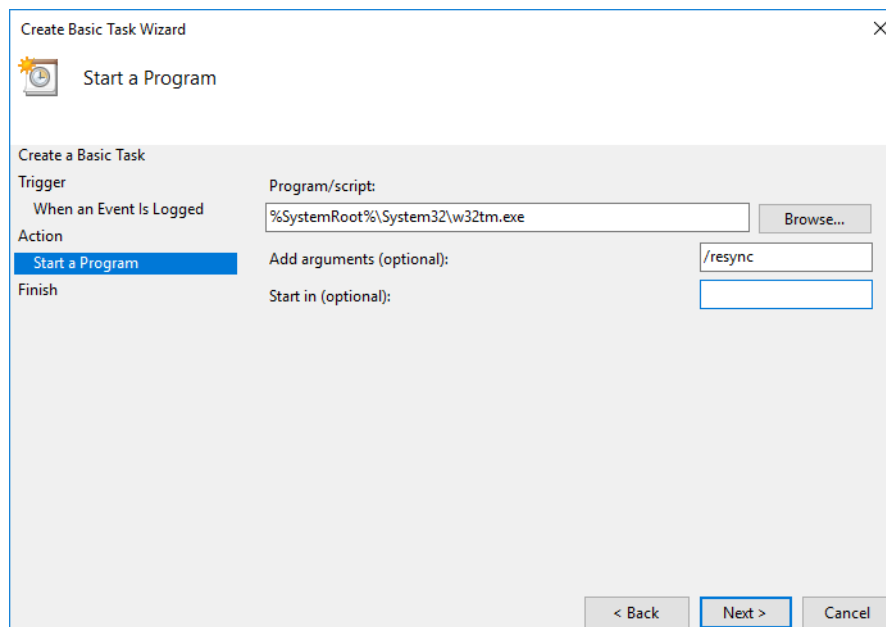 Create Basic Task Wizard
Start a Program
Create a Basic Task
Trigger
When an Event Is Logged
Action
Start a Program
Finish
Program/script:
%SystemRoot%\System32\w32tm.exe
Browse...
Add arguments (optional):
/resync
Start in (optional):
< Back
Next >
Cancel